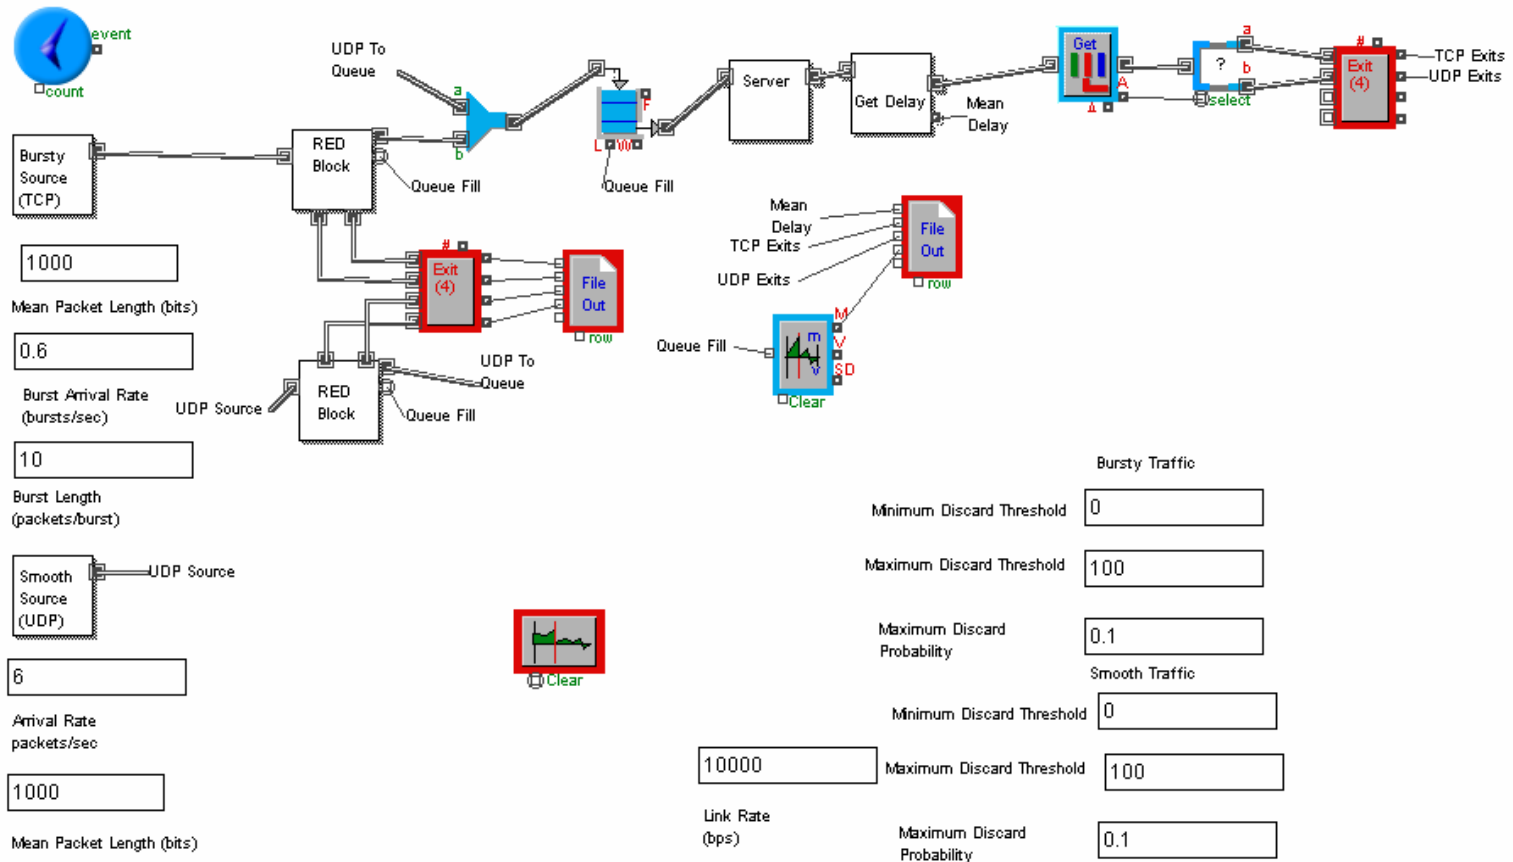 event
count
UDP To
Queue
a
b
F
L
W
Queue Fill
Server
Get Delay
Mean
Delay
Get
A
select
?
a
b
#
Exit
(4)
TCP Exits
UDP Exits
Bursty
Source
(TCP)
RED
Block
Queue Fill
1000
Mean Packet Length (bits)
0.6
Burst Arrival Rate
(bursts/sec)
10
Burst Length
(packets/burst)
#
Exit
(4)
File
Out
row
RED
Block
UDP Source
UDP To
Queue
Queue Fill
Mean
Delay
TCP Exits
UDP Exits
File
Out
row
Queue Fill
m
v
M
V
SD
Clear
Smooth
Source
(UDP)
UDP Source
6
Arrival Rate
packets/sec
1000
Mean Packet Length (bits)
Clear
Bursty Traffic
Minimum Discard Threshold
0
Maximum Discard Threshold
100
Maximum Discard
Probability
0.1
Smooth Traffic
Minimum Discard Threshold
0
10000
Link Rate
(bps)
Maximum Discard Threshold
100
Maximum Discard
Probability
0.1